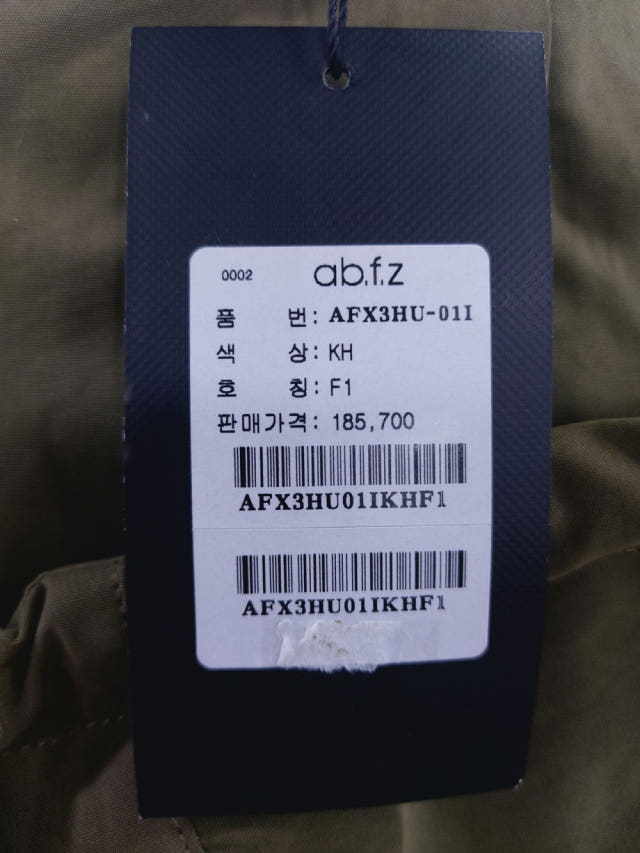 0002 ab.f.z
품 번: AFX3HU-01I
색 상: KH
호 칭: F1
판매가격: 185,700
AFX3HU01IKHF1
AFX3HU01IKHF1